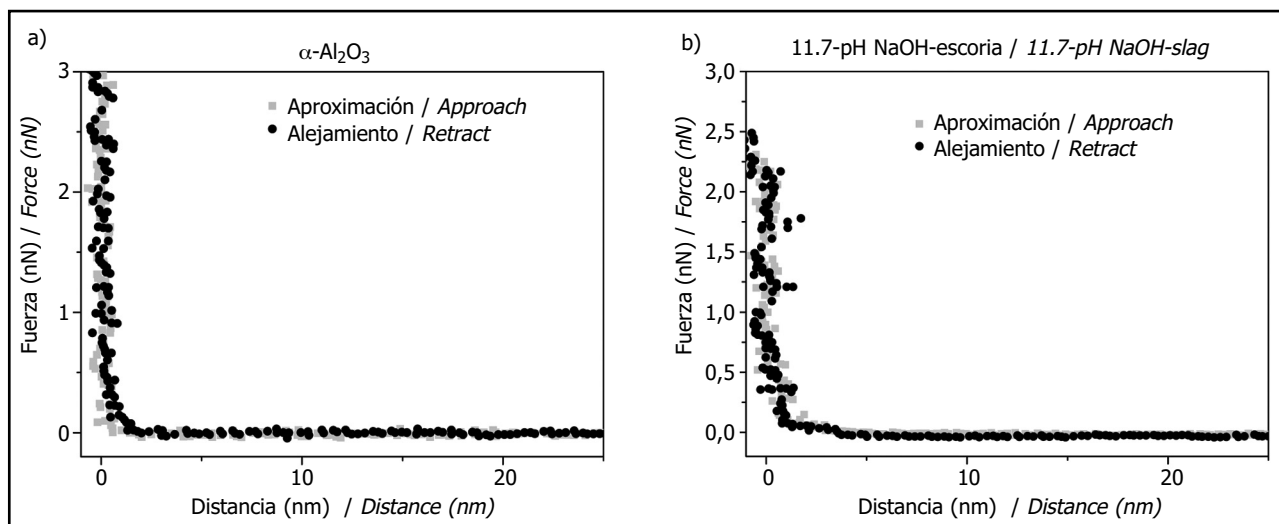 a)
α-Al2O3
3
2
1
0
Fuerza (nN) / Force (nN)
Aproximación / Approach
Alejamiento / Retract
0 10 20
Distancia (nm) / Distance (nm)
b)
11.7-pH NaOH-escoria / 11.7-pH NaOH-slag
3,0
2,5
2,0
1,5
1,0
0,5
0,0
Fuerza (nN) / Force (nN)
Aproximación / Approach
Alejamiento / Retract
0 10 20
Distancia (nm) / Distance (nm)